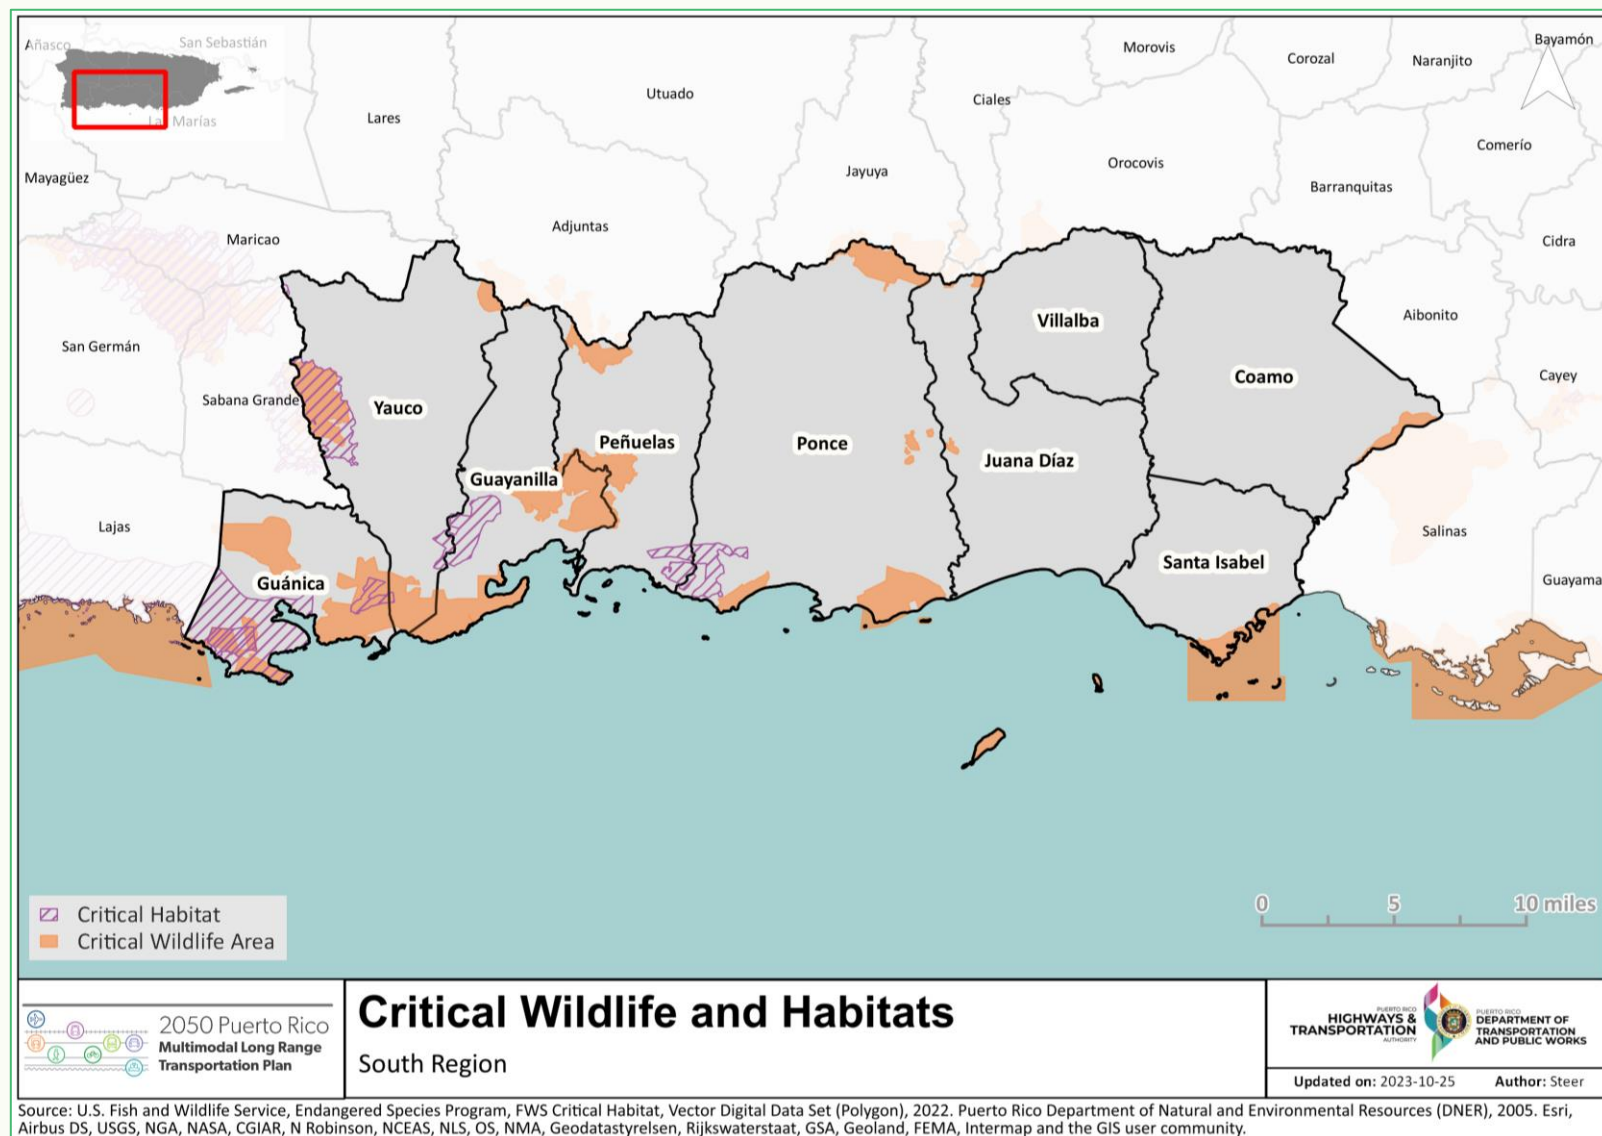 Añasco
San Sebastián
Las Marías
Mayagüez
Lares
Utuado
Morovis
Corozal
Naranjito
Bayamón
Ciales
Comerío
Jayuya
Orocovis
Barranquitas
Maricao
Adjuntas
Cidra
Villalba
Aibonito
San Germán
Sabana Grande
Yauco
Coamo
Cayey
Peñuelas
Ponce
Juana Díaz
Guayanilla
Lajas
Salinas
Guánica
Santa Isabel
Guayama
0 5 10 miles
Critical Habitat
Critical Wildlife Area
2050 Puerto Rico
Multimodal Long Range
Transportation Plan
Critical Wildlife and Habitats
South Region
PUERTO RICO
HIGHWAYS &
TRANSPORTATION
AUTHORITY
PUERTO RICO
DEPARTMENT OF
TRANSPORTATION
AND PUBLIC WORKS
Updated on: 2023-10-25 Author: Steer
Source: U.S. Fish and Wildlife Service, Endangered Species Program, FWS Critical Habitat, Vector Digital Data Set (Polygon), 2022. Puerto Rico Department of Natural and Environmental Resources (DNER), 2005. Esri,
Airbus DS, USGS, NGA, NASA, CGIAR, N Robinson, NCEAS, NLS, OS, NMA, Geodatastyrelsen, Rijkswaterstaat, GSA, Geoland, FEMA, Intermap and the GIS user community.